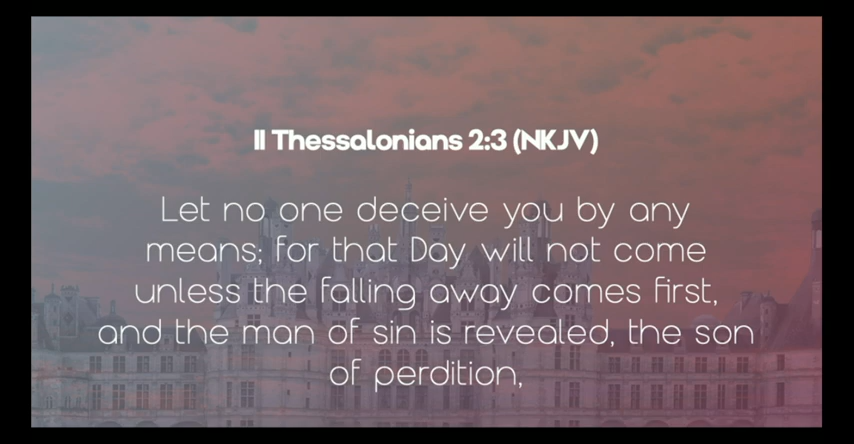 II Thessalonians 2:3 (NKJV)
Let no one deceive you by any
means; for that Day will not come
unless the falling away comes first,
and the man of sin is revealed, the son
of perdition,